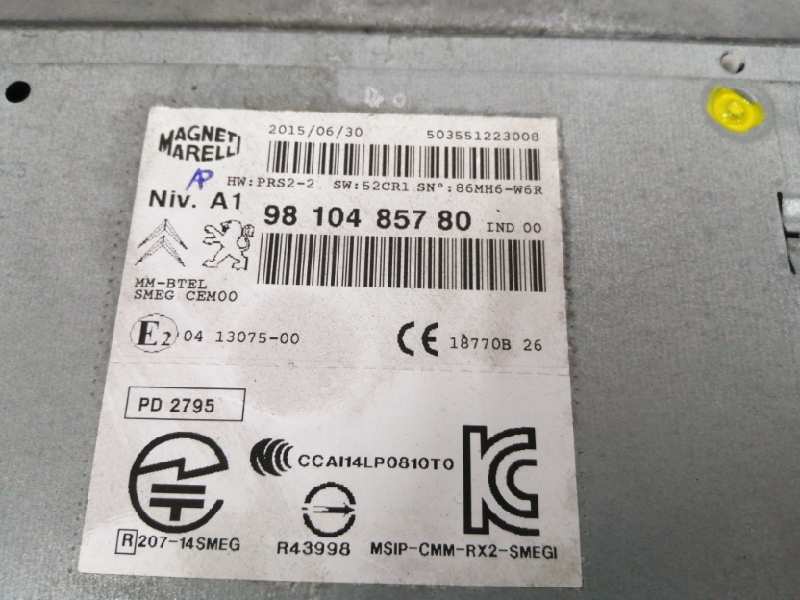 MAGNETI MARELLI
2015/06/30 503551223008
HW:PRS2-2 SW:52CR1 SN°:86MH6-W6R
AP
Niv. A1
98 104 857 80 IND 00
MM-BTEL
SMEG CEM00
E2 04 13075-00
CE 18770B 26
PD 2795
CCAI14LP0810T0
R 207-14SMEG
R43998
MSIP-CMM-RX2-SMEGI